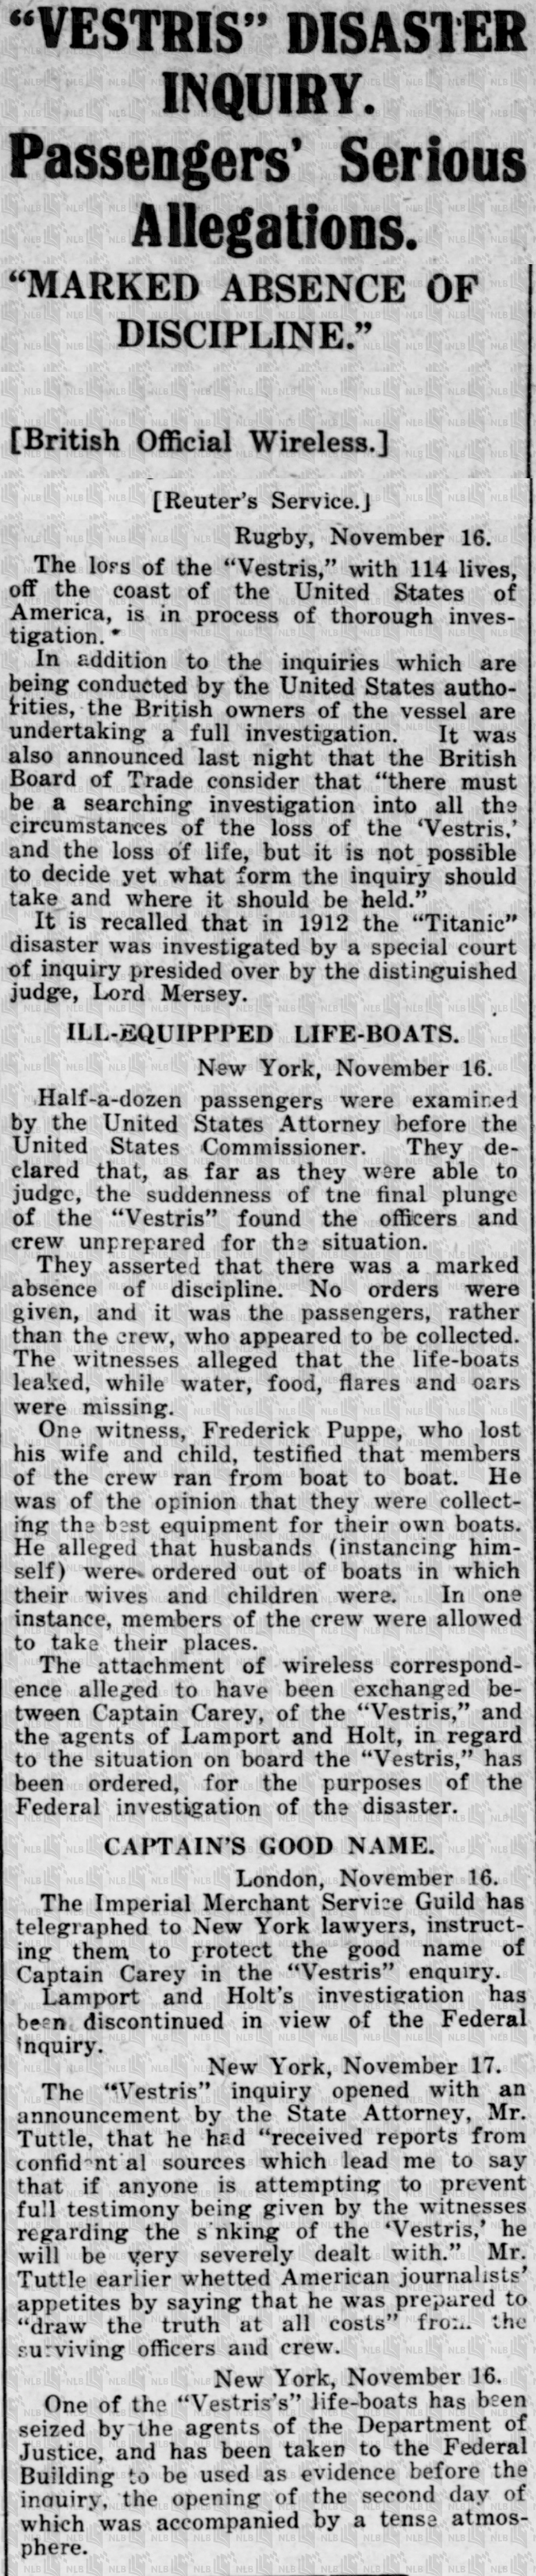 “VESTRIS” DISASTER
INQUIRY.
Passengers’ Serious
Allegations.
“MARKED ABSENCE OF
DISCIPLINE.”
[British Official Wireless.]
[Reuter’s Service.]
Rugby, November 16.
The loss of the “Vestris,” with 114 lives,
off the coast of the United States of
America, is in process of thorough inves-
tigation.
In addition to the inquiries which are
being conducted by the United States autho-
rities, the British owners of the vessel are
undertaking a full investigation. It was
also announced last night that the British
Board of Trade consider that “there must
be a searching investigation into all the
circumstances of the loss of the ‘Vestris,’
and the loss of life, but it is not possible
to decide yet what form the inquiry should
take and where it should be held.”
It is recalled that in 1912 the “Titanic”
disaster was investigated by a special court
of inquiry presided over by the distinguished
judge, Lord Mersey.
ILL-EQUIPPPED LIFE-BOATS.
New York, November 16.
Half-a-dozen passengers were examined
by the United States Attorney before the
United States Commissioner. They de-
clared that, as far as they were able to
judge, the suddenness of tne final plunge
of the “Vestris” found the officers and
crew unprepared for the situation.
They asserted that there was a marked
absence of discipline. No orders were
given, and it was the passengers, rather
than the crew, who appeared to be collected.
The witnesses alleged that the life-boats
leaked, while water, food, flares and oars
were missing.
One witness, Frederick Puppe, who lost
his wife and child, testified that members
of the crew ran from boat to boat. He
was of the opinion that they were collect-
ing the best equipment for their own boats.
He alleged that husbands (instancing him-
self) were ordered out of boats in which
their wives and children were. In one
instance, members of the crew were allowed
to take their places.
The attachment of wireless correspond-
ence alleged to have been exchanged be-
tween Captain Carey, of the “Vestris,” and
the agents of Lamport and Holt, in regard
to the situation on board the “Vestris,” has
been ordered, for the purposes of the
Federal investigation of the disaster.
CAPTAIN’S GOOD NAME.
London, November 16.
The Imperial Merchant Service Guild has
telegraphed to New York lawyers, instruct-
ing them to protect the good name of
Captain Carey in the “Vestris” enquiry.
Lamport and Holt’s investigation has
been discontinued in view of the Federal
inquiry.
New York, November 17.
The “Vestris” inquiry opened with an
announcement by the State Attorney, Mr.
Tuttle, that he had “received reports from
confidential sources which lead me to say
that if anyone is attempting to prevent
full testimony being given by the witnesses
regarding the sinking of the ‘Vestris,’ he
will be very severely dealt with.” Mr.
Tuttle earlier whetted American journalists’
appetites by saying that he was prepared to
“draw the truth at all costs” from the
surviving officers and crew.
New York, November 16.
One of the “Vestris’s” life-boats has been
seized by the agents of the Department of
Justice, and has been taken to the Federal
Building to be used as evidence before the
inquiry, the opening of the second day of
which was accompanied by a tense atmos-
phere.